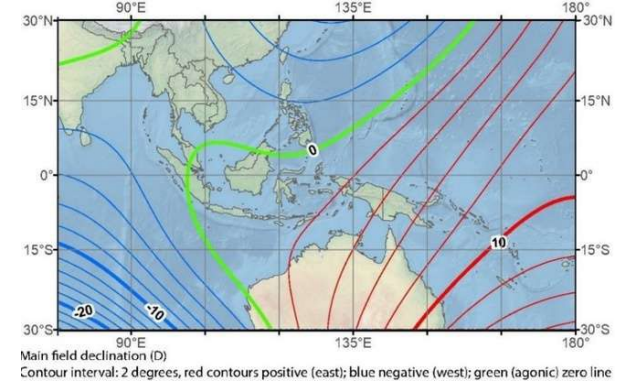 90°E 135°E 180°
30°N 30°N
15°N 15°N
0
0° 0°
10
15°S 15°S
-20 -10
30°S 30°S
90°E 135°E 180°
Main field declination (D)
Contour interval: 2 degrees, red contours positive (east); blue negative (west); green (agonic) zero line